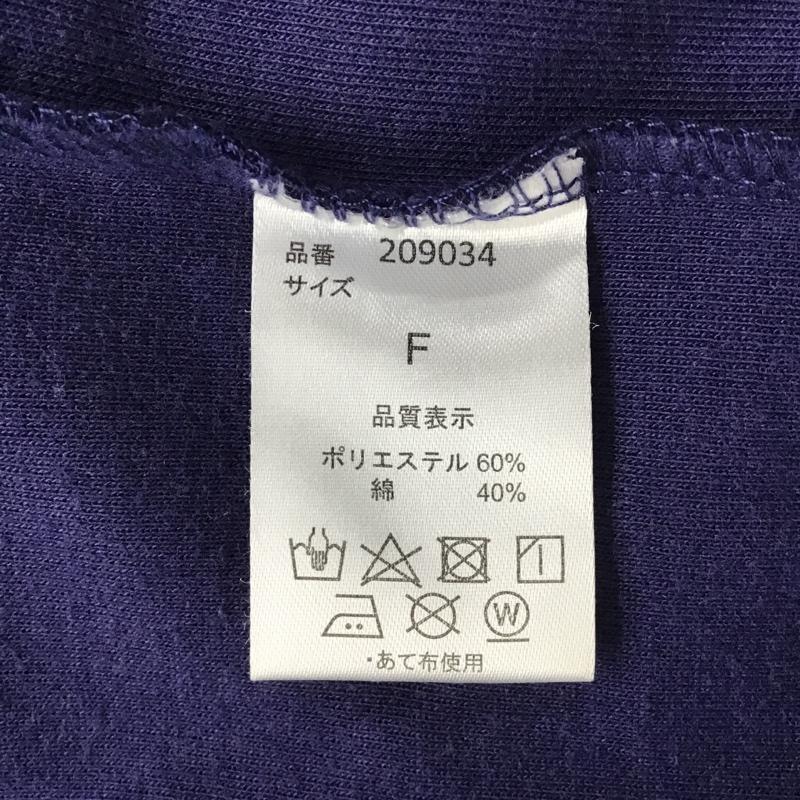 品番 209034
サイズ
F
品質表示
ポリエステル 60%
綿 40%
W
・あて布使用